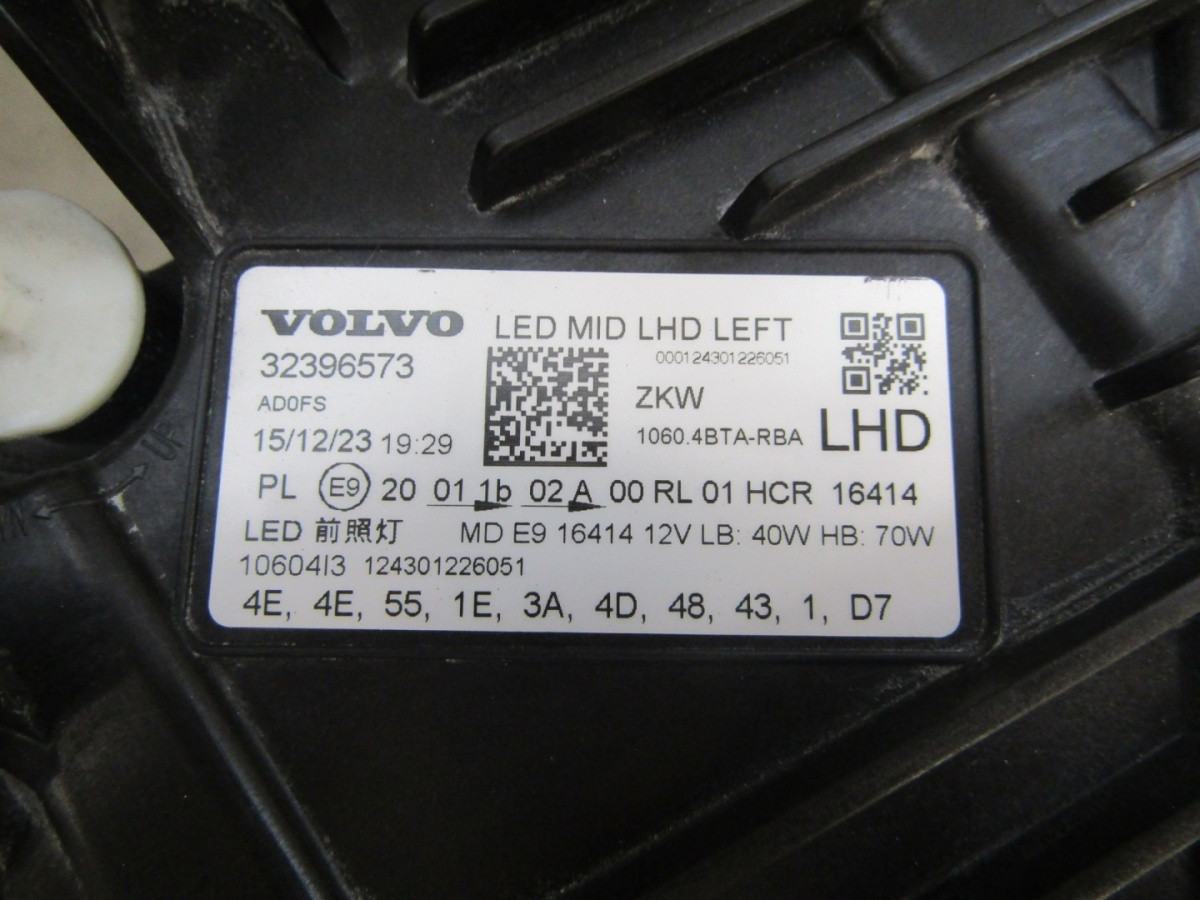 VOLVO LED MID LHD LEFT
32396573 000124301226051
AD0FS ZKW
15/12/23 19:29 1060.4BTA-RBA LHD
PL E9 20 01 1b 02 A 00 RL 01 HCR 16414
LED 前照灯 MD E9 16414 12V LB: 40W HB: 70W
10604I3 124301226051
4E, 4E, 55, 1E, 3A, 4D, 48, 43, 1, D7
UP